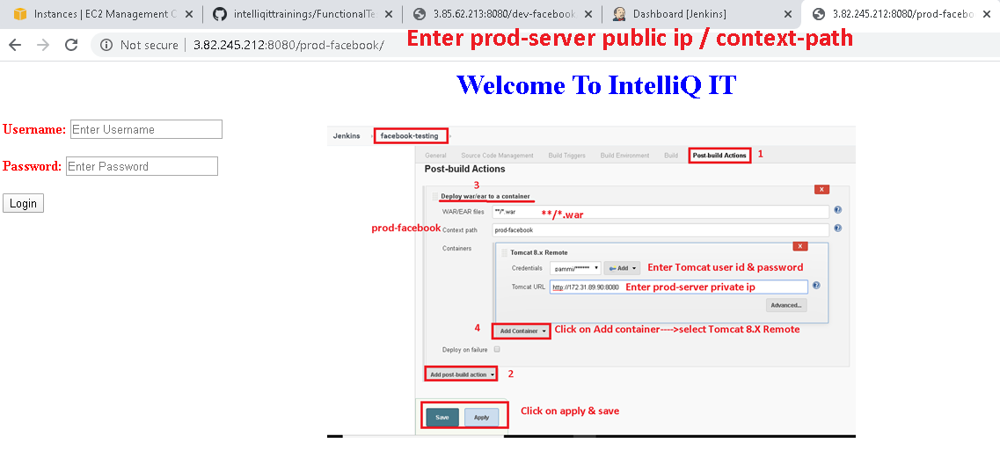 Instances | EC2 Management C
intelliqittrainings/FunctionalTe
3.85.62.213:8080/dev-facebook
Dashboard [Jenkins]
3.82.245.212:8080/prod-facebo
Not secure | 3.82.245.212:8080/prod-facebook/
Enter prod-server public ip / context-path
Welcome To IntelliQ IT
Username: Enter Username
Password: Enter Password
Login
Jenkins facebook-testing
General Source Code Management Build Triggers Build Environment Build Post-build Actions 1
Post-build Actions
3
X
Deploy war/ear to a container
WAR/EAR files **/*.war **/*.war
prod-facebook Context path prod-facebook
Containers
X
Tomcat 8.x Remote
Credentials pammi/****** Add Enter Tomcat user id & password
Tomcat URL http://172.31.89.90:8080 Enter prod-server private ip
Advanced...
4 Add Container Click on Add container---->select Tomcat 8.X Remote
Deploy on failure
Add post-build action 2
Save Apply Click on apply & save